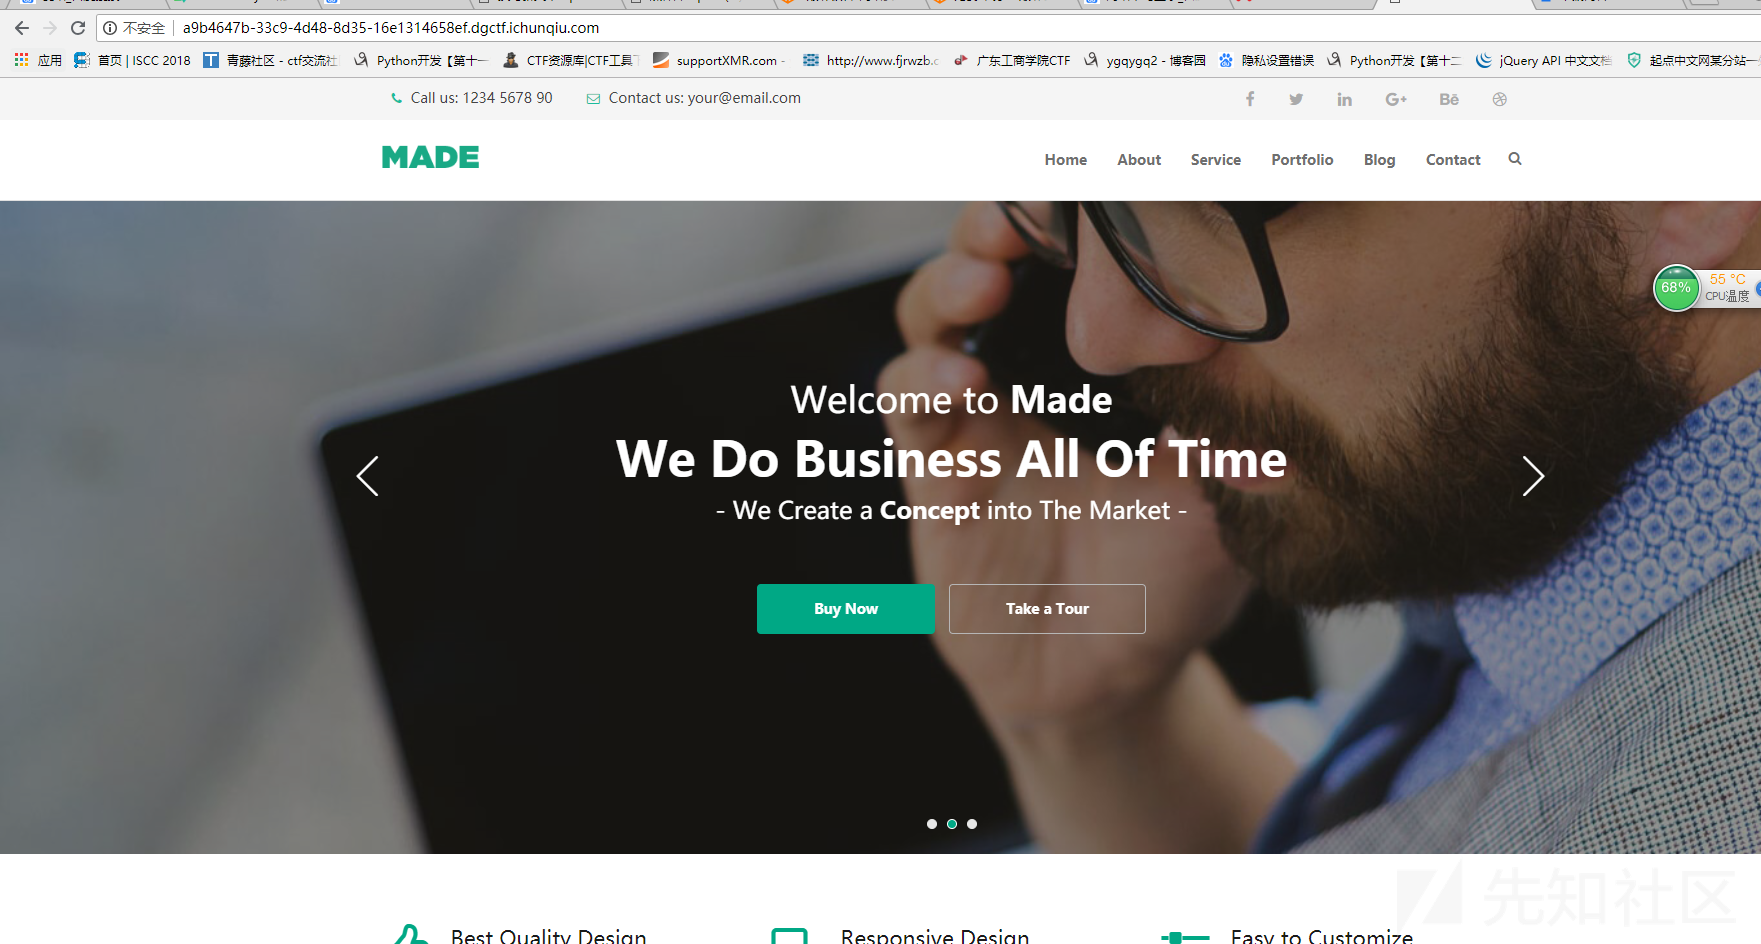 不安全 a9b4647b-33c9-4d48-8d35-16e1314658ef.dgctf.ichunqiu.com
应用 首页 | ISCC 2018 青藤社区 - ctf交流社 Python开发【第十一 CTF资源库|CTF工具 supportXMR.com - http://www.fjrwzb.c 广东工商学院CTF ygqygq2 - 博客园 隐私设置错误 Python开发【第十二 jQuery API 中文文档 起点中文网某分站一
Call us: 1234 5678 90 Contact us: your@email.com
MADE
Home About Service Portfolio Blog Contact
68% 55 °C
CPU温度
Welcome to Made
We Do Business All Of Time
- We Create a Concept into The Market -
Buy Now Take a Tour
先知社区
Best Quality Design Responsive Design Easy to Customize